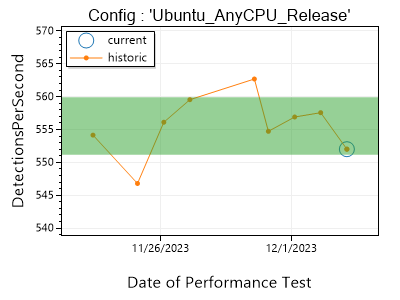 Config : 'Ubuntu_AnyCPU_Release'
570
565
560
555
550
545
540
DetectionsPerSecond
current
historic
11/26/2023
12/1/2023
Date of Performance Test